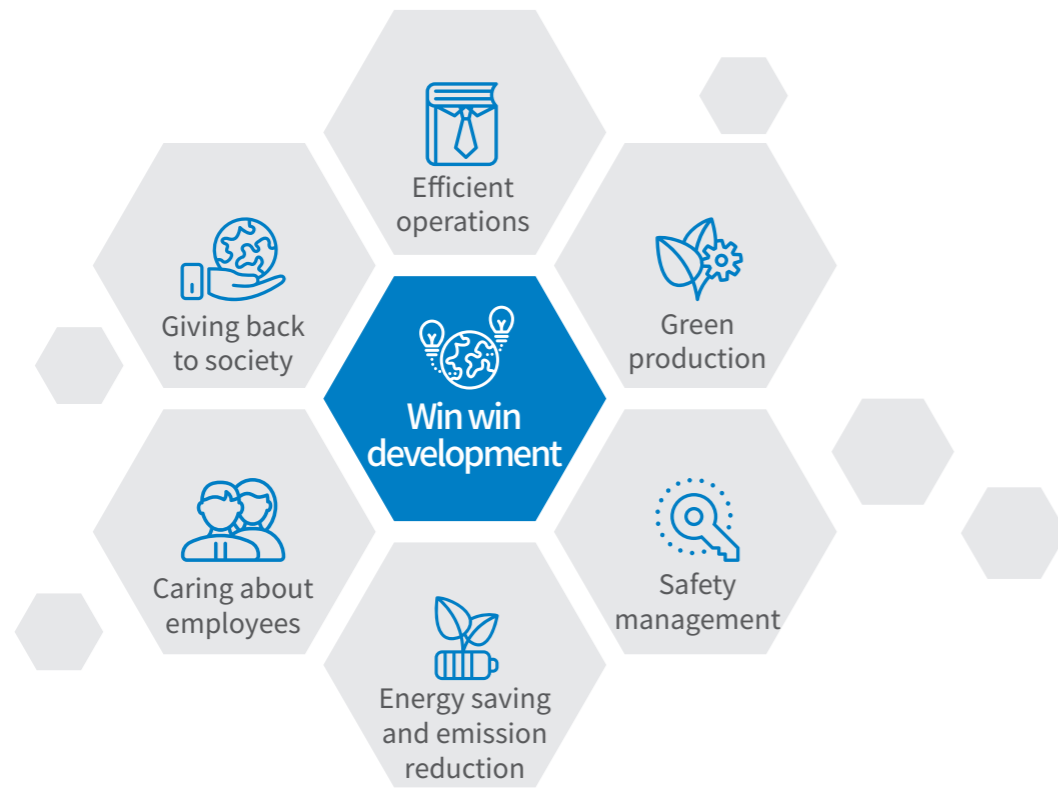 Efficient
operations
Giving back
to society
Green
production
Win win
development
Caring about
employees
Safety
management
Energy saving
and emission
reduction